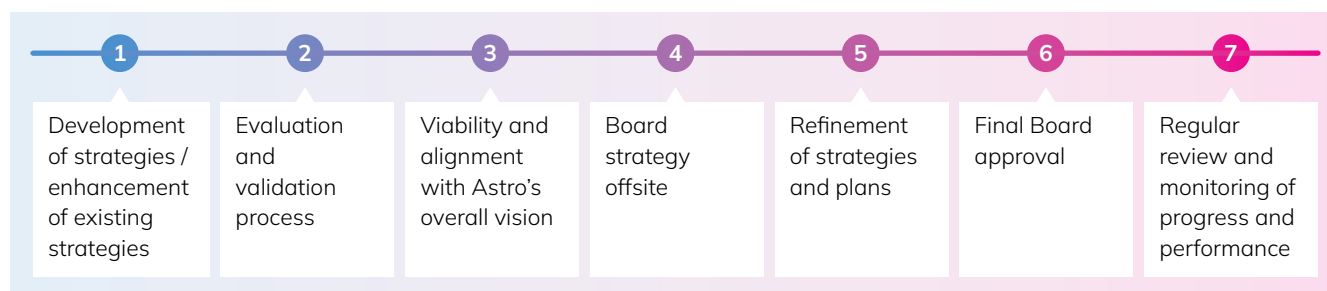 1
Development
of strategies /
enhancement
of existing
strategies
2
Evaluation
and
validation
process
3
Viability and
alignment
with Astro’s
overall vision
4
Board
strategy
offsite
5
Refinement
of strategies
and plans
6
Final Board
approval
7
Regular
review and
monitoring of
progress and
performance